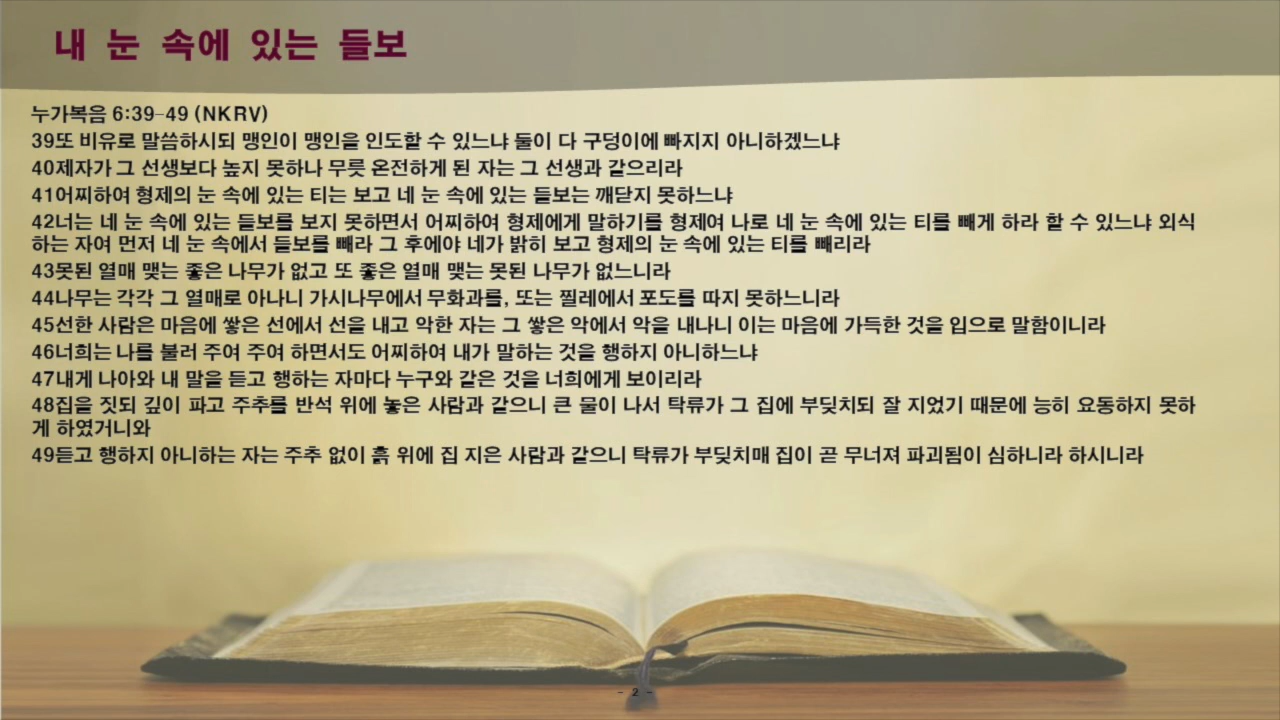 내 눈 속에 있는 들보
누가복음 6:39-49 (NKRV)
39또 비유로 말씀하시되 맹인이 맹인을 인도할 수 있느냐 둘이 다 구덩이에 빠지지 아니하겠느냐
40제자가 그 선생보다 높지 못하나 무릇 온전하게 된 자는 그 선생과 같으리라
41어찌하여 형제의 눈 속에 있는 티는 보고 네 눈 속에 있는 들보는 깨닫지 못하느냐
42너는 네 눈 속에 있는 들보를 보지 못하면서 어찌하여 형제에게 말하기를 형제여 나로 네 눈 속에 있는 티를 빼게 하라 할 수 있느냐 외식
하는 자여 먼저 네 눈 속에서 들보를 빼라 그 후에야 네가 밝히 보고 형제의 눈 속에 있는 티를 빼리라
43못된 열매 맺는 좋은 나무가 없고 또 좋은 열매 맺는 못된 나무가 없느니라
44나무는 각각 그 열매로 아나니 가시나무에서 무화과를, 또는 찔레에서 포도를 따지 못하느니라
45선한 사람은 마음에 쌓은 선에서 선을 내고 악한 자는 그 쌓은 악에서 악을 내나니 이는 마음에 가득한 것을 입으로 말함이니라
46너희는 나를 불러 주여 주여 하면서도 어찌하여 내가 말하는 것을 행하지 아니하느냐
47내게 나아와 내 말을 듣고 행하는 자마다 누구와 같은 것을 너희에게 보이리라
48집을 짓되 깊이 파고 주추를 반석 위에 놓은 사람과 같으니 큰 물이 나서 탁류가 그 집에 부딪치되 잘 지었기 때문에 능히 요동하지 못하
게 하였거니와
49듣고 행하지 아니하는 자는 주추 없이 흙 위에 집 지은 사람과 같으니 탁류가 부딪치매 집이 곧 무너져 파괴됨이 심하니라 하시니라
- 2 -